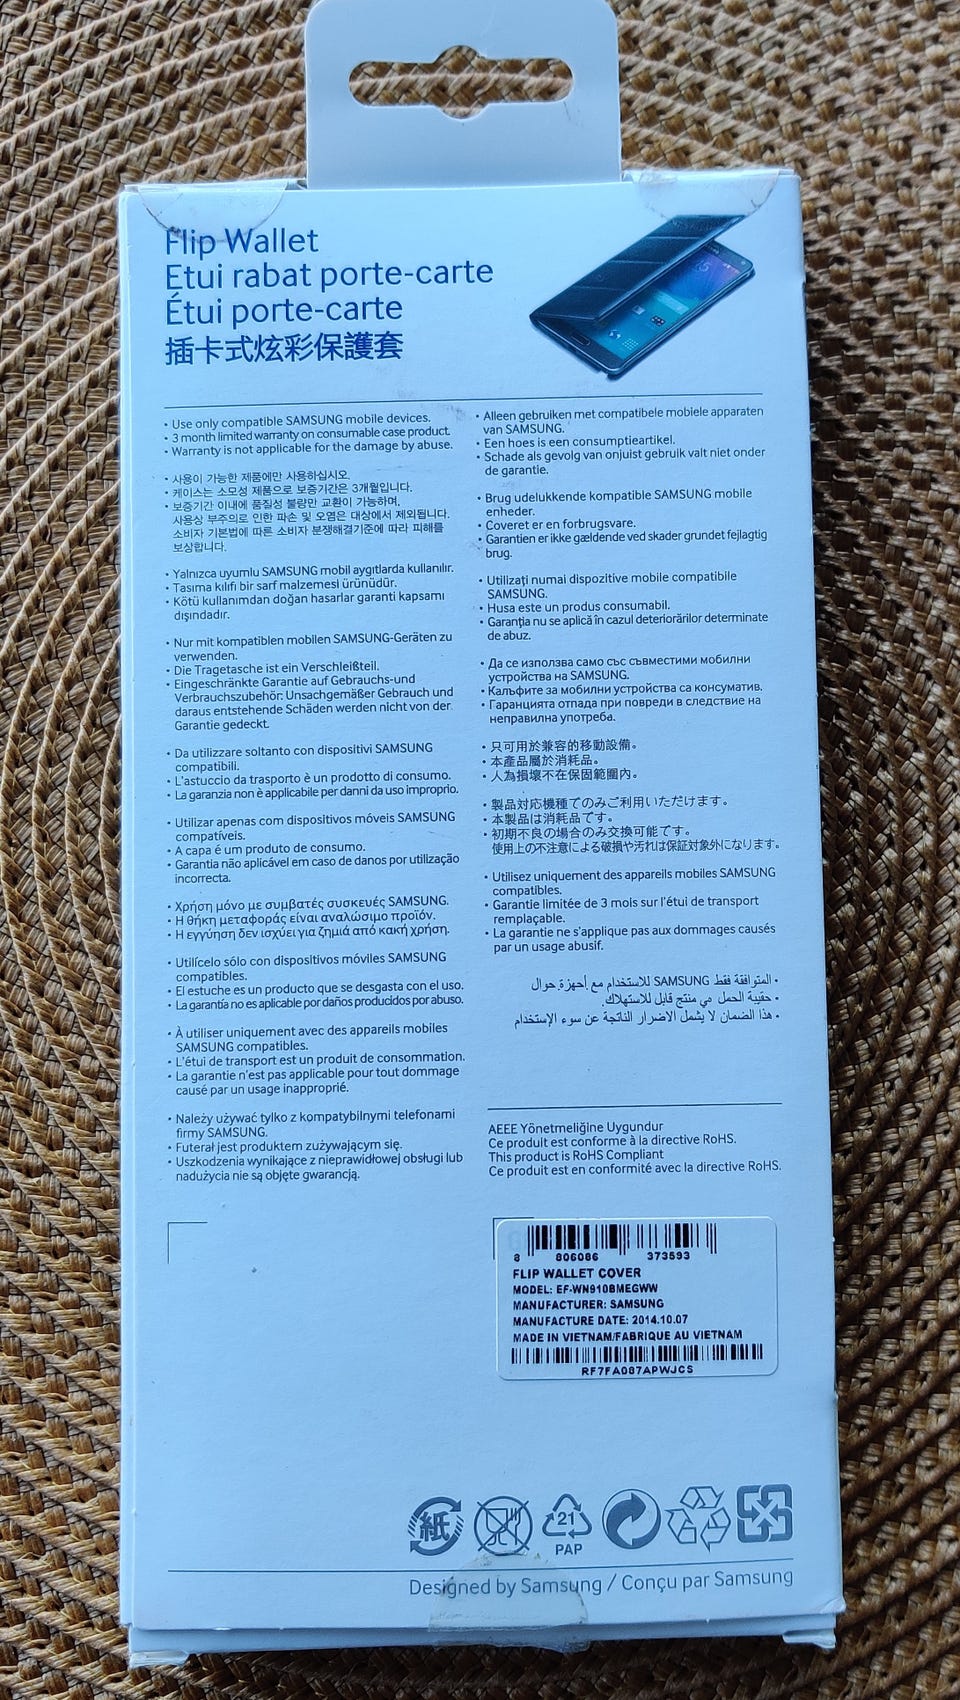 Flip Wallet
Etui rabat porte-carte
Étui porte-carte
插卡式炫彩保護套
• Use only compatible SAMSUNG mobile devices.
• 3 month limited warranty on consumable case product.
• Warranty is not applicable for the damage by abuse.
• 사용이 가능한 제품에만 사용하십시오.
• 케이스는 소모성 제품으로 보증기간은 3개월입니다.
• 보증기간 이내에 품질성 불량만 교환이 가능하며,
사용상 부주의로 인한 파손 및 오염은 대상에서 제외됩니다.
소비자 기본법에 따른 소비자 분쟁해결기준에 따라 피해를
보상합니다.
• Yalnızca uyumlu SAMSUNG mobil aygıtlarda kullanılır.
• Tasıma kılıfı bir sarf malzemesi ürünüdür.
• Kötü kullanımdan doğan hasarlar garanti kapsamı
dışındadır.
• Nur mit kompatiblen mobilen SAMSUNG-Geräten zu
verwenden.
• Die Tragetasche ist ein Verschleißteil.
• Eingeschränkte Garantie auf Gebrauchs-und
Verbrauchszubehör: Unsachgemäßer Gebrauch und
daraus entstehende Schäden werden nicht von der
Garantie gedeckt.
• Da utilizzare soltanto con dispositivi SAMSUNG
compatibili.
• L'astuccio da trasporto è un prodotto di consumo.
• La garanzia non è applicabile per danni da uso improprio.
• Utilizar apenas com dispositivos móveis SAMSUNG
compatíveis.
• A capa é um produto de consumo.
• Garantia não aplicável em caso de danos por utilização
incorrecta.
• Χρήση μόνο με συμβατές συσκευές SAMSUNG.
• Η θήκη μεταφοράς είναι αναλώσιμο προϊόν.
• Η εγγύηση δεν ισχύει για ζημιά από κακή χρήση.
• Utilícelo sólo con dispositivos móviles SAMSUNG
compatibles.
• El estuche es un producto que se desgasta con el uso.
• La garantía no es aplicable por daños producidos por abuso.
• À utiliser uniquement avec des appareils mobiles
SAMSUNG compatibles.
• L'étui de transport est un produit de consommation.
• La garantie n'est pas applicable pour tout dommage
causé par un usage inapproprié.
• Należy używać tylko z kompatybilnymi telefonami
firmy SAMSUNG.
• Futerał jest produktem zużywającym się.
• Uszkodzenia wynikające z nieprawidłowej obsługi lub
nadużycia nie są objęte gwarancją.
• Alleen gebruiken met compatibele mobiele apparaten
van SAMSUNG.
• Een hoes is een consumptieartikel.
• Schade als gevolg van onjuist gebruik valt niet onder
de garantie.
• Brug udelukkende kompatible SAMSUNG mobile
enheder.
• Coveret er en forbrugsvare.
• Garantien er ikke gældende ved skader grundet fejlagtig
brug.
• Utilizați numai dispozitive mobile compatibile
SAMSUNG.
• Husa este un produs consumabil.
• Garanția nu se aplică în cazul deteriorărilor determinate
de abuz.
• Да се използва само със съвместими мобилни
устройства на SAMSUNG.
• Калъфите за мобилни устройства са консуматив.
• Гаранцията отпада при повреди в следствие на
неправилна употреба.
• 只可用於兼容的移動設備。
• 本產品屬於消耗品。
• 人為損壞不在保固範圍內。
• 製品対応機種でのみご利用いただけます。
• 本製品は消耗品です。
• 初期不良の場合のみ交換可能です。
使用上の不注意による破損や汚れは保証対象外になります。
• Utilisez uniquement des appareils mobiles SAMSUNG
compatibles.
• Garantie limitée de 3 mois sur l'étui de transport
remplaçable.
• La garantie ne s'applique pas aux dommages causés
par un usage abusif.
• المتوافقة فقط SAMSUNG للاستخدام مع أجهزة جوال
• حقيبة الحمل هي منتج قابل للاستهلاك.
• هذا الضمان لا يشمل الاضرار الناتجة عن سوء الإستخدام
AEEE Yönetmeliğine Uygundur
Ce produit est conforme à la directive RoHS.
This product is RoHS Compliant
Ce produit est en conformité avec la directive RoHS.
8 806086 373593
FLIP WALLET COVER
MODEL: EF-WN910BMEGWW
MANUFACTURER: SAMSUNG
MANUFACTURE DATE: 2014.10.07
MADE IN VIETNAM/FABRIQUE AU VIETNAM
RF7FA087APWJCS
紙
21
PAP
Designed by Samsung / Conçu par Samsung